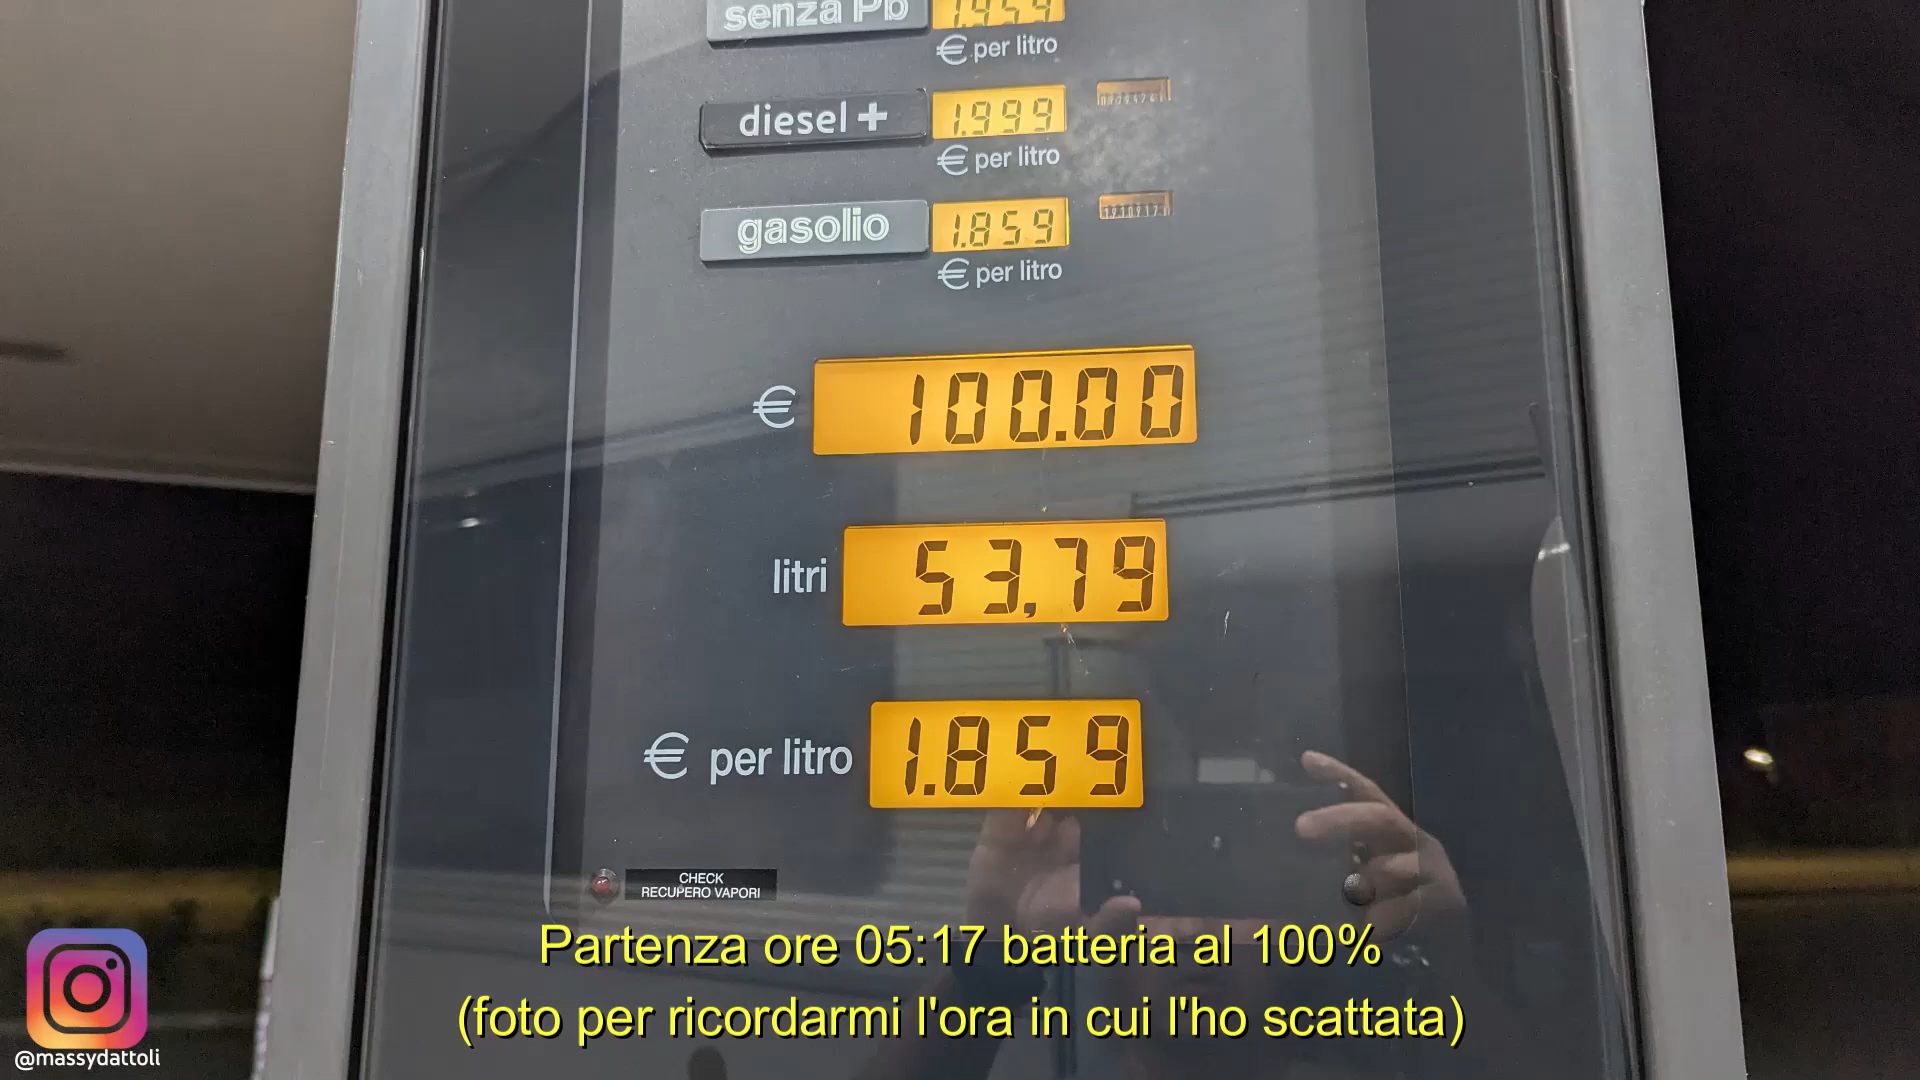 senza Pb 1.959
€ per litro
diesel + 1.999
€ per litro
gasolio 1.859
€ per litro
€ 100.00
litri 53,79
€ per litro 1.859
CHECK
RECUPERO VAPORI
Partenza ore 05:17 batteria al 100%
(foto per ricordarmi l'ora in cui l'ho scattata)
@massydattoli